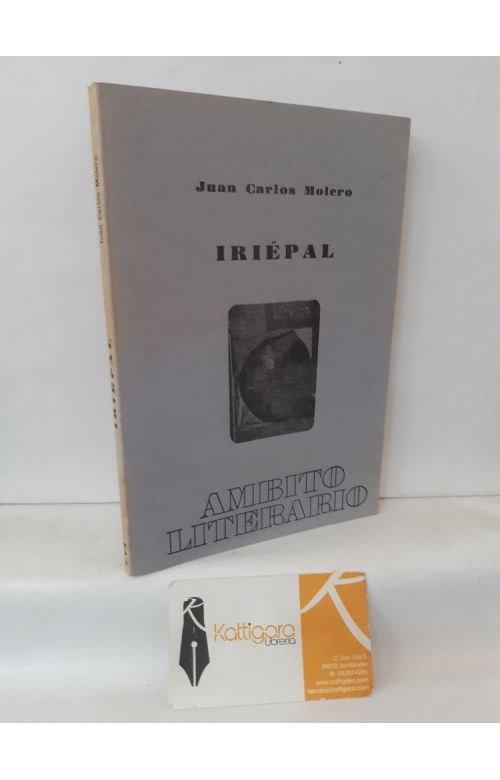 Juan Carlos Molero
IRIÉPAL
Juan Carlos Molero
IRIÉPAL
AMBITO
LITERARIO
Kattigara
Librería
C/ San Luis 5
39010 Santander
www.kattigara.com
tienda@kattigara.com